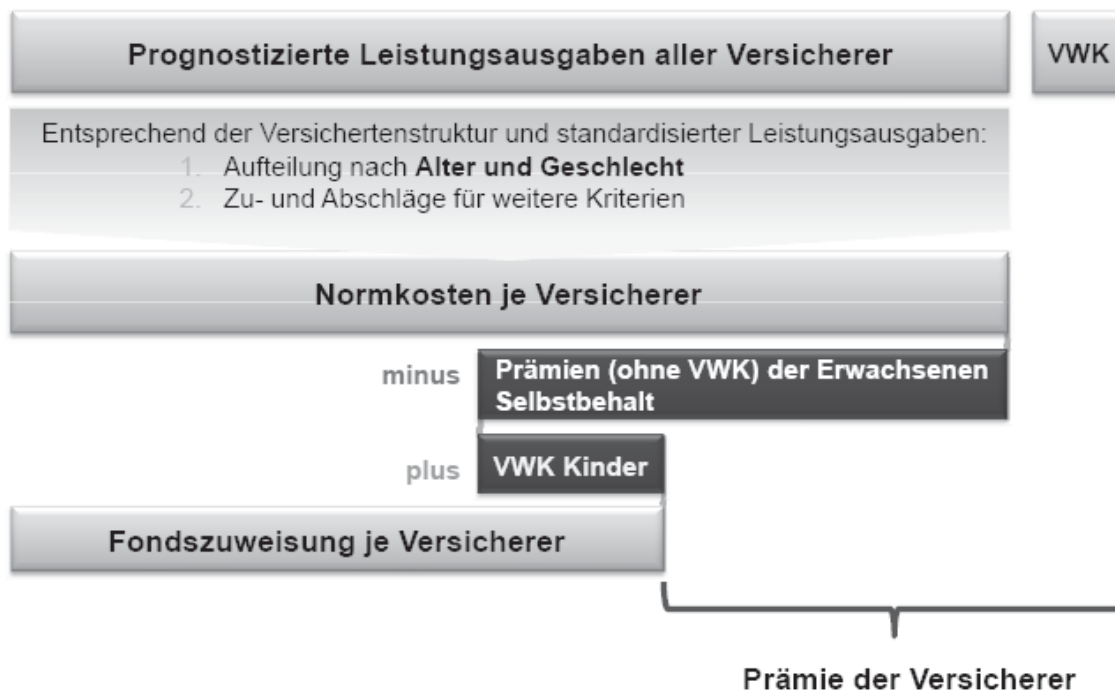 Prognostizierte Leistungsausgaben aller Versicherer
VWK
Entsprechend der Versichertenstruktur und standardisierter Leistungsausgaben:
1. Aufteilung nach Alter und Geschlecht
2. Zu- und Abschläge für weitere Kriterien
Normkosten je Versicherer
minus
Prämien (ohne VWK) der Erwachsenen
Selbstbehalt
plus
VWK Kinder
Fondszuweisung je Versicherer
Prämie der Versicherer